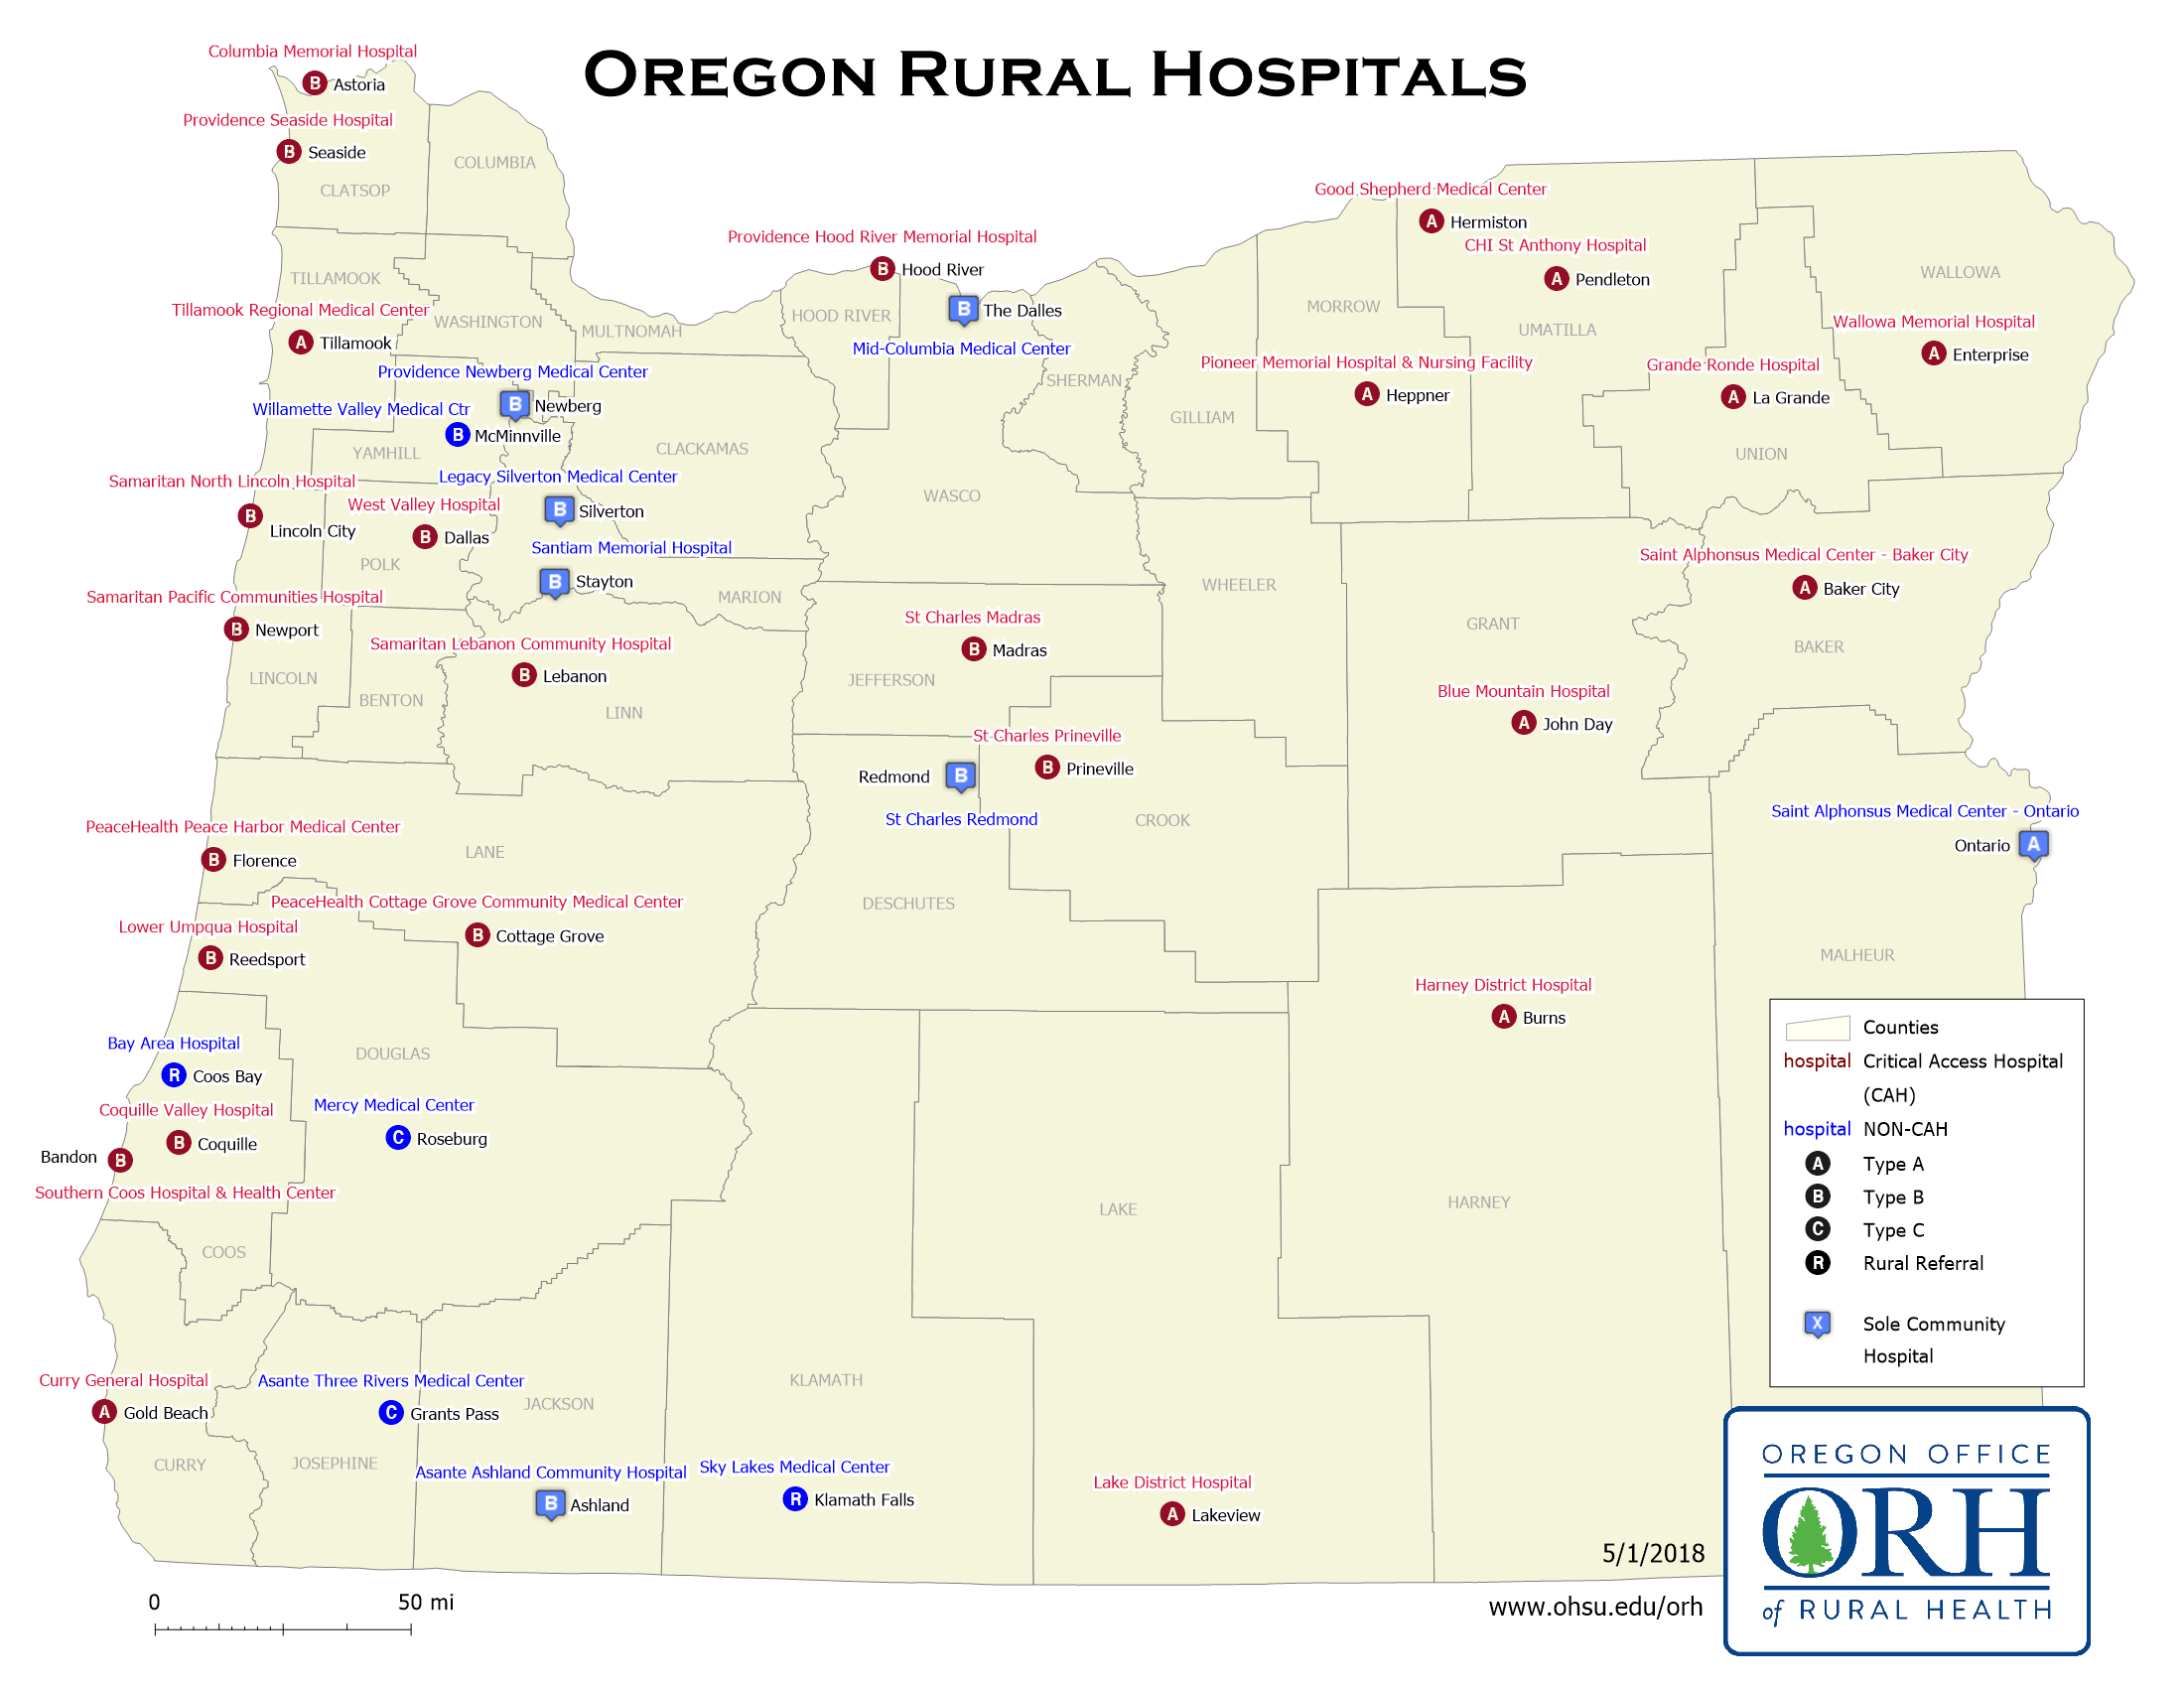 OREGON RURAL HOSPITALS
Columbia Memorial Hospital
B Astoria
Providence Seaside Hospital
B Seaside
CLATSOP
COLUMBIA
TILLAMOOK
Tillamook Regional Medical Center
A Tillamook
WASHINGTON
MULTNOMAH
Providence Hood River Memorial Hospital
B Hood River
HOOD RIVER
B The Dalles
Mid-Columbia Medical Center
SHERMAN
Good Shepherd Medical Center
A Hermiston
CHI St Anthony Hospital
A Pendleton
MORROW
UMATILLA
WALLOWA
Wallowa Memorial Hospital
A Enterprise
Pioneer Memorial Hospital & Nursing Facility
A Heppner
Grande Ronde Hospital
A La Grande
GILLIAM
UNION
Providence Newberg Medical Center
B Newberg
Willamette Valley Medical Ctr
B McMinnville
YAMHILL
CLACKAMAS
Legacy Silverton Medical Center
B Silverton
Samaritan North Lincoln Hospital
B Lincoln City
West Valley Hospital
B Dallas
WASCO
Santiam Memorial Hospital
B Stayton
POLK
MARION
WHEELER
Saint Alphonsus Medical Center - Baker City
A Baker City
Samaritan Pacific Communities Hospital
B Newport
St Charles Madras
B Madras
GRANT
BAKER
Samaritan Lebanon Community Hospital
B Lebanon
LINCOLN
BENTON
LINN
JEFFERSON
Blue Mountain Hospital
A John Day
St Charles Prineville
B Prineville
Redmond B
St Charles Redmond
CROOK
Saint Alphonsus Medical Center - Ontario
Ontario A
PeaceHealth Peace Harbor Medical Center
B Florence
LANE
PeaceHealth Cottage Grove Community Medical Center
B Cottage Grove
DESCHUTES
Lower Umpqua Hospital
B Reedsport
MALHEUR
Harney District Hospital
A Burns
Bay Area Hospital
R Coos Bay
DOUGLAS
Coquille Valley Hospital
B Coquille
Mercy Medical Center
C Roseburg
Bandon B
Southern Coos Hospital & Health Center
COOS
LAKE
HARNEY
Curry General Hospital
A Gold Beach
Asante Three Rivers Medical Center
C Grants Pass
JACKSON
KLAMATH
CURRY
JOSEPHINE
Asante Ashland Community Hospital
B Ashland
Sky Lakes Medical Center
R Klamath Falls
Lake District Hospital
A Lakeview
Counties
hospital Critical Access Hospital
(CAH)
hospital NON-CAH
A Type A
B Type B
C Type C
R Rural Referral
X Sole Community
Hospital
5/1/2018
0 50 mi
www.ohsu.edu/orh
OREGON OFFICE
ORH
of RURAL HEALTH